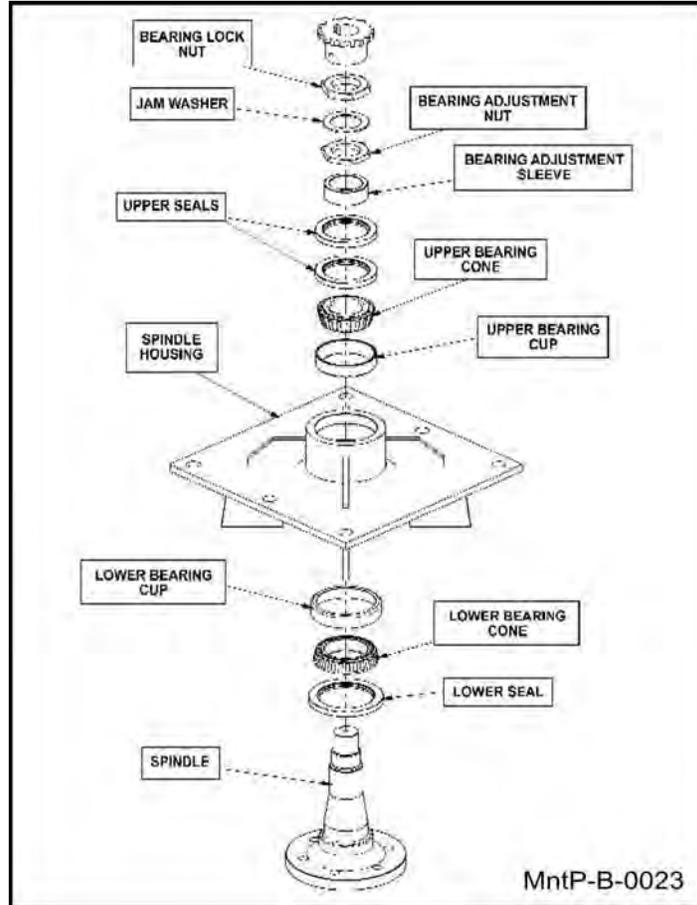 BEARING LOCK
NUT
JAM WASHER
BEARING ADJUSTMENT
NUT
BEARING ADJUSTMENT
SLEEVE
UPPER SEALS
UPPER BEARING
CONE
SPINDLE
HOUSING
UPPER BEARING
CUP
LOWER BEARING
CUP
LOWER BEARING
CONE
LOWER SEAL
SPINDLE
MntP-B-0023